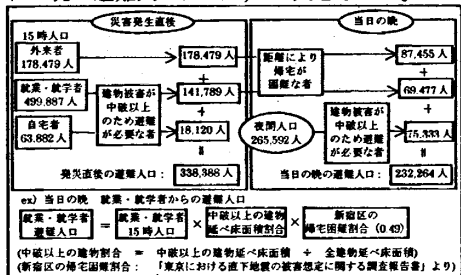 災害発生直後
当日の晩
15時人口
外来者
178,479人
178,479人
距離により
帰宅が
困難な者
87,455人
+
+
就業・就学者
499,887人
建物被害が
中破以上
のため避難
が必要な者
141,789人
69,477人
+
+
自宅者
63,882人
18,120人
夜間人口
265,592人
建物被害が
中破以上
のため避難
が必要な者
75,333人
発災直後の避難人口:
338,388人
当日の晩の避難人口:
232,264人
ex) 当日の晩 就業・就学者からの避難人口
就業・就学者
避難人口
=
就業・就学者
15時人口
×
中破以上の建物
延べ床面積割合
×
新宿区の
帰宅困難割合 (0.49)
(中破以上の割合 = 中破以上の建物延べ床面積 ÷ 全建物延べ床面積)
(新宿区の帰宅困難割合: 「東京における直下地震の被害想定に関する調査報告書」より)